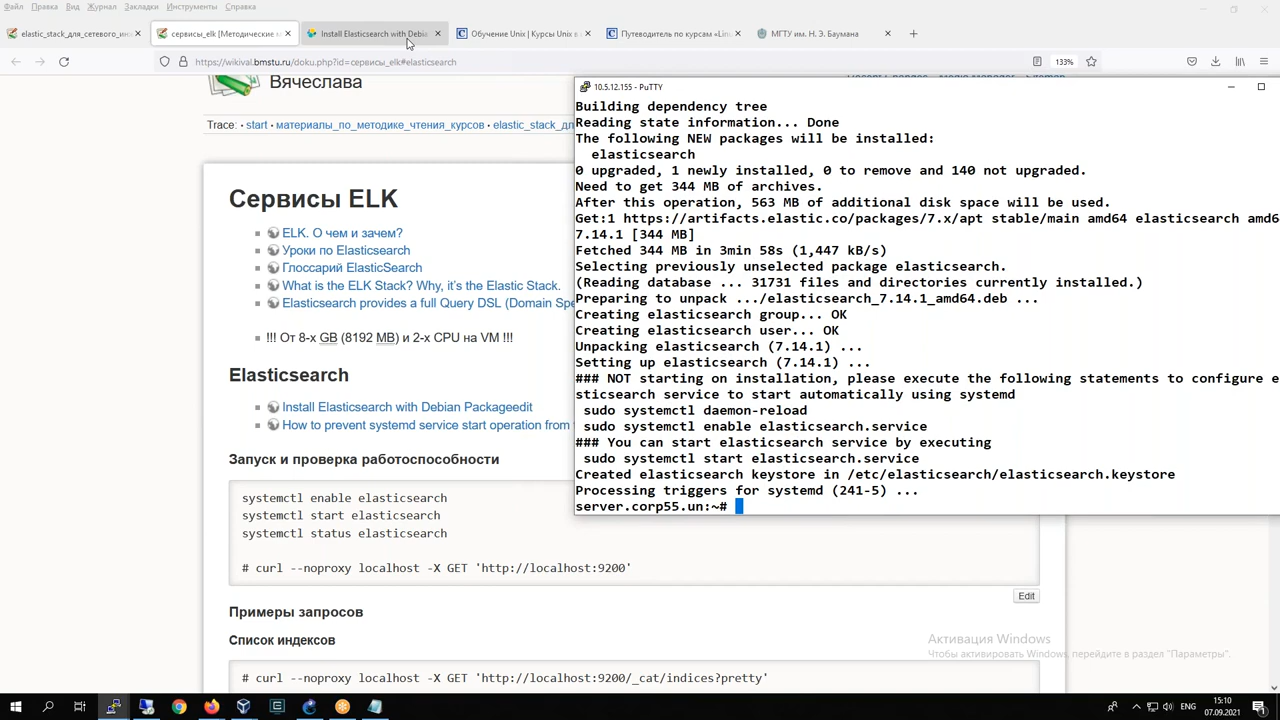 Файл Правка Вид Журнал Закладки Инструменты Справка
elastic_stack_для_сетевого_ин
сервисы_elk [Методические м
Install Elasticsearch with Debia
Обучение Unix | Курсы Unix в
Путеводитель по курсам «Lin
МГТУ им. Н. Э. Баумана
https://wikival.bmstu.ru/doku.php?id=сервисы_elk#elasticsearch
133%
Вячеслава
Trace: • start • материалы_по_методике_чтения_курсов • elastic_stack_дл
Сервисы ELK
ELK. О чем и зачем?
Уроки по Elasticsearch
Глоссарий ElasticSearch
What is the ELK Stack? Why, it's the Elastic Stack.
Elasticsearch provides a full Query DSL (Domain Spe
!!! От 8-х GB (8192 MB) и 2-х CPU на VM !!!
Elasticsearch
Install Elasticsearch with Debian Packageedit
How to prevent systemd service start operation from
Запуск и проверка работоспособности
systemctl enable elasticsearch
systemctl start elasticsearch
systemctl status elasticsearch
# curl --noproxy localhost -X GET 'http://localhost:9200'
Edit
Примеры запросов
Список индексов
# curl --noproxy localhost -X GET 'http://localhost:9200/_cat/indices?pretty'
10.5.12.155 - PuTTY
Building dependency tree
Reading state information... Done
The following NEW packages will be installed:
elasticsearch
0 upgraded, 1 newly installed, 0 to remove and 140 not upgraded.
Need to get 344 MB of archives.
After this operation, 563 MB of additional disk space will be used.
Get:1 https://artifacts.elastic.co/packages/7.x/apt stable/main amd64 elasticsearch amd6
7.14.1 [344 MB]
Fetched 344 MB in 3min 58s (1,447 kB/s)
Selecting previously unselected package elasticsearch.
(Reading database ... 31731 files and directories currently installed.)
Preparing to unpack .../elasticsearch_7.14.1_amd64.deb ...
Creating elasticsearch group... OK
Creating elasticsearch user... OK
Unpacking elasticsearch (7.14.1) ...
Setting up elasticsearch (7.14.1) ...
### NOT starting on installation, please execute the following statements to configure e
sticsearch service to start automatically using systemd
sudo systemctl daemon-reload
sudo systemctl enable elasticsearch.service
### You can start elasticsearch service by executing
sudo systemctl start elasticsearch.service
Created elasticsearch keystore in /etc/elasticsearch/elasticsearch.keystore
Processing triggers for systemd (241-5) ...
server.corp55.un:~#
Активация Windows
Чтобы активировать Windows, перейдите в раздел "Параметры".
ENG
15:10
07.09.2021